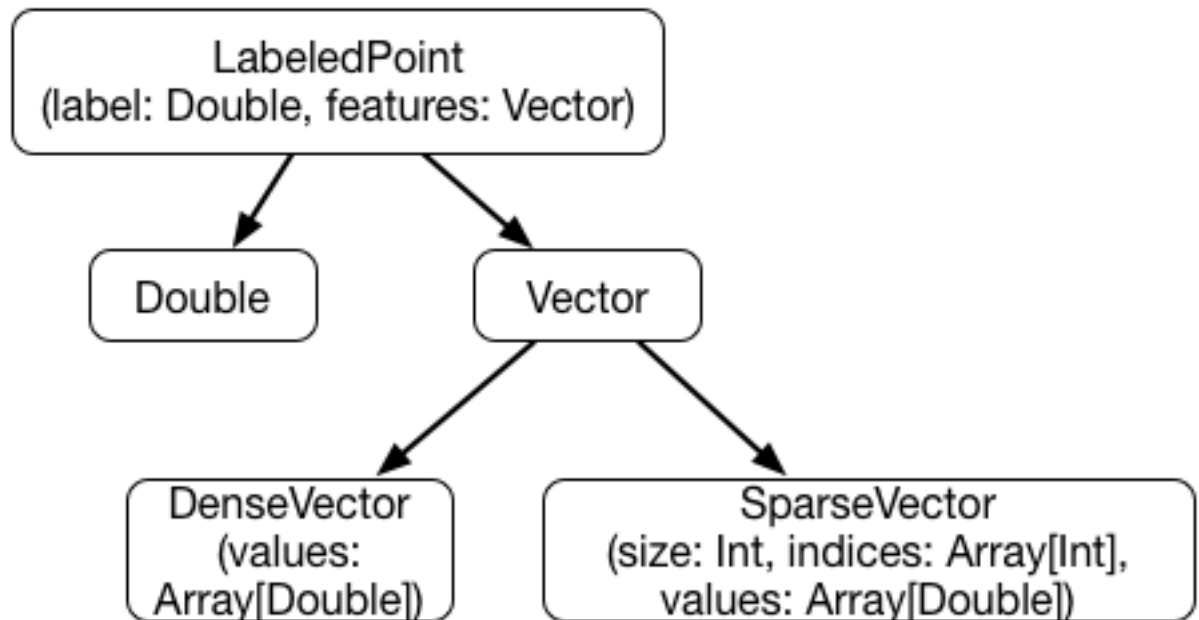 LabeledPoint
(label: Double, features: Vector)
Double
Vector
DenseVector
(values:
Array[Double])
SparseVector
(size: Int, indices: Array[Int],
values: Array[Double])